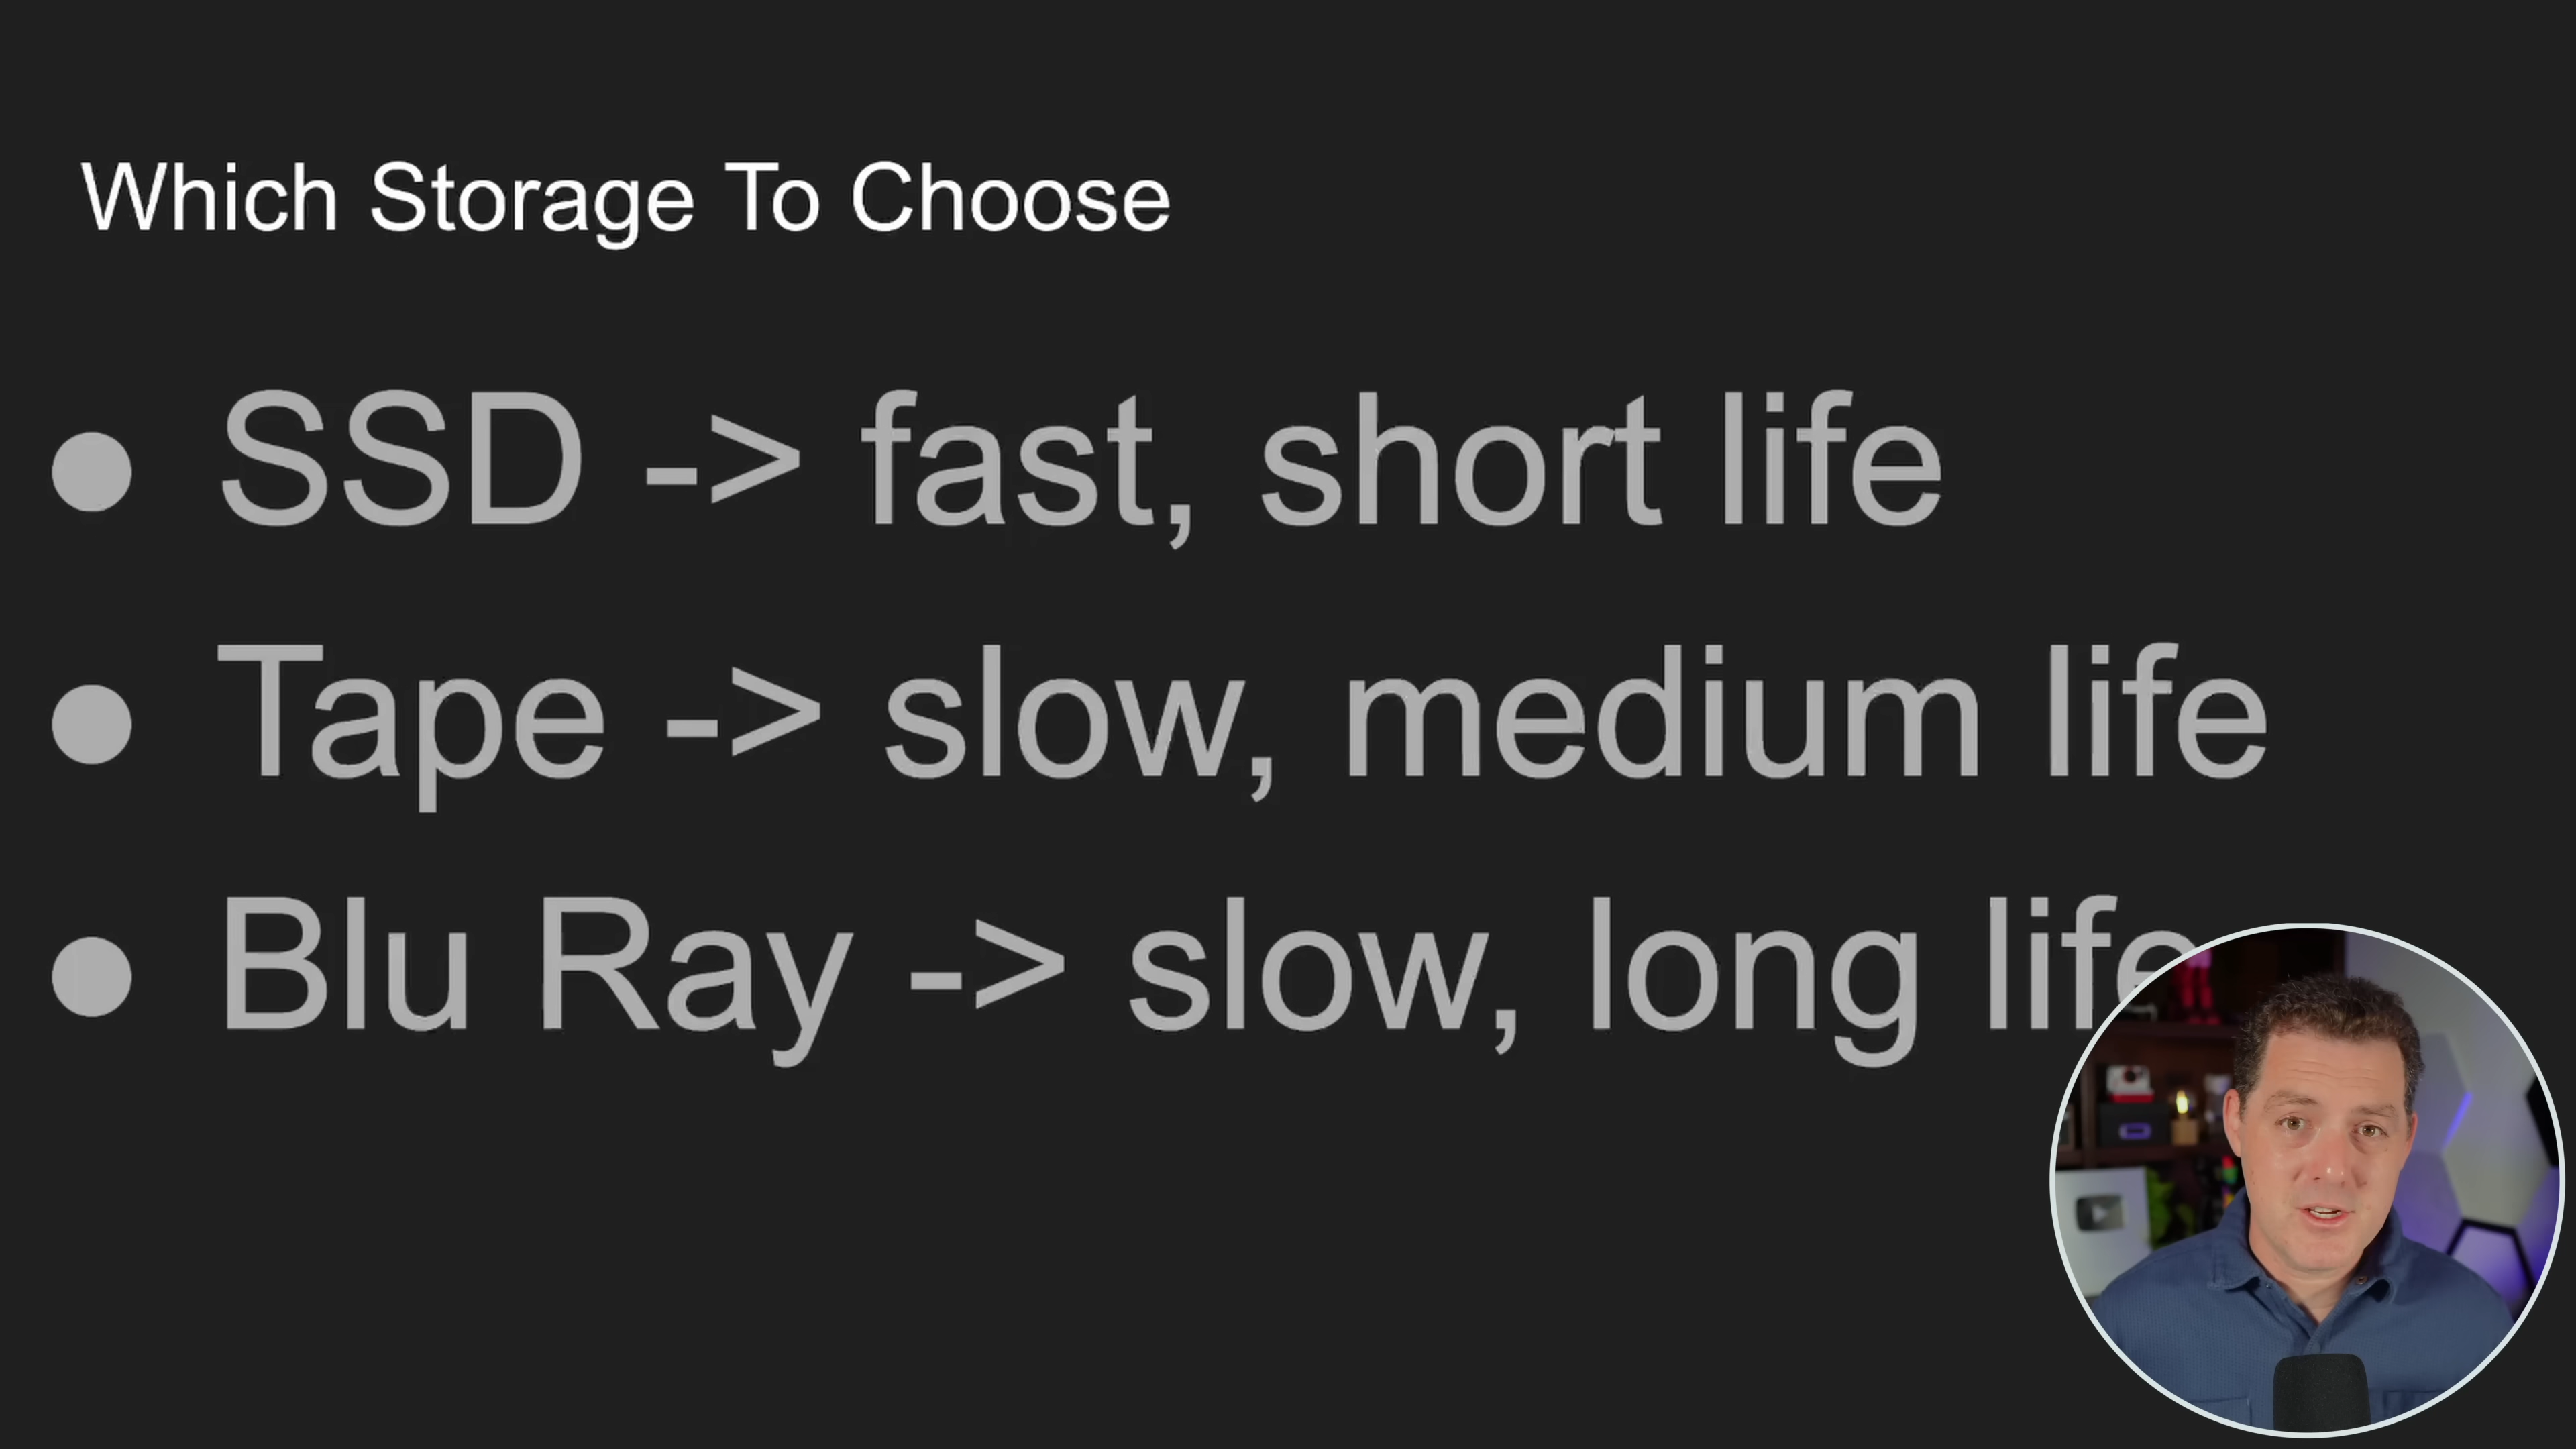 Which Storage To Choose
● SSD -> fast, short life
● Tape -> slow, medium life
● Blu Ray -> slow, long life